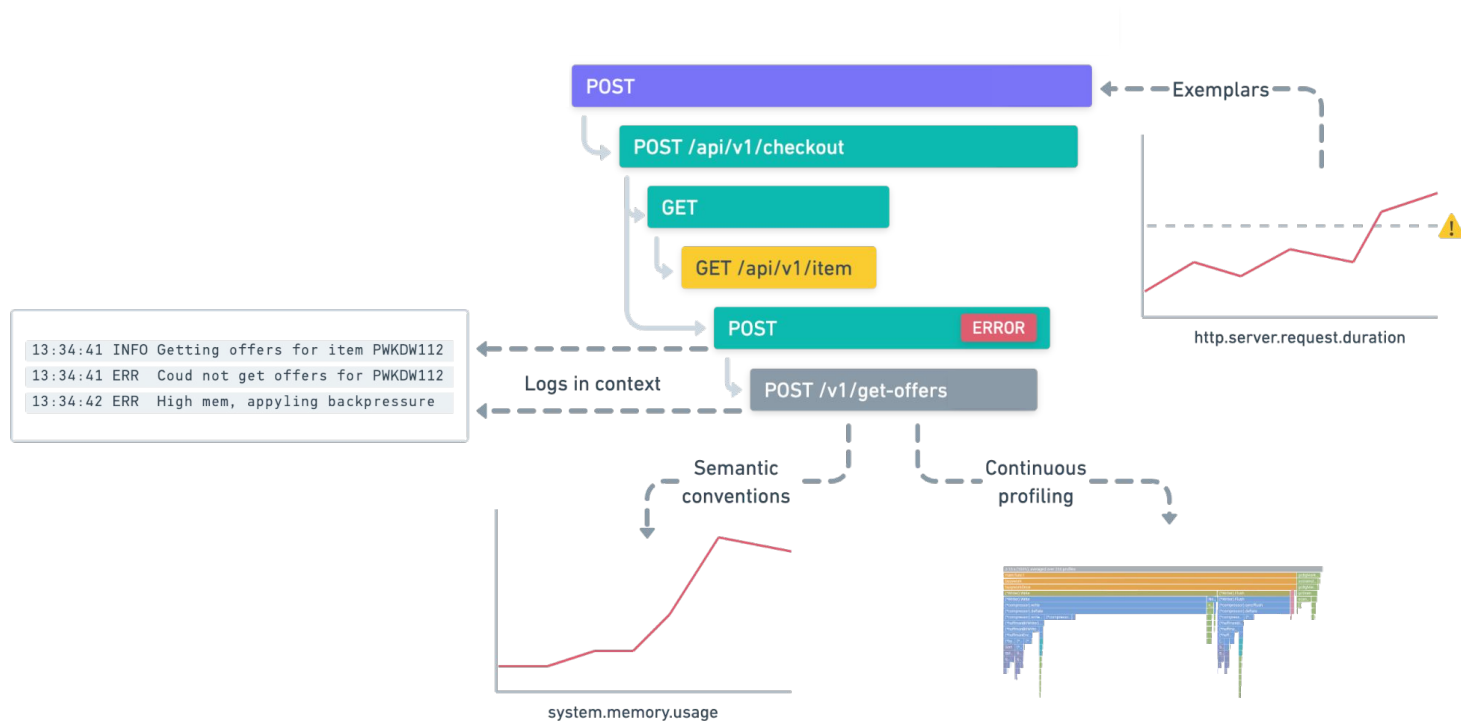 POST
Exemplars
POST /api/v1/checkout
GET
GET /api/v1/item
POST
ERROR
http.server.request.duration
13:34:41 INFO Getting offers for item PWKDW112
13:34:41 ERR Coud not get offers for PWKDW112
13:34:42 ERR High mem, appyling backpressure
Logs in context
POST /v1/get-offers
Semantic
conventions
Continuous
profiling
system.memory.usage